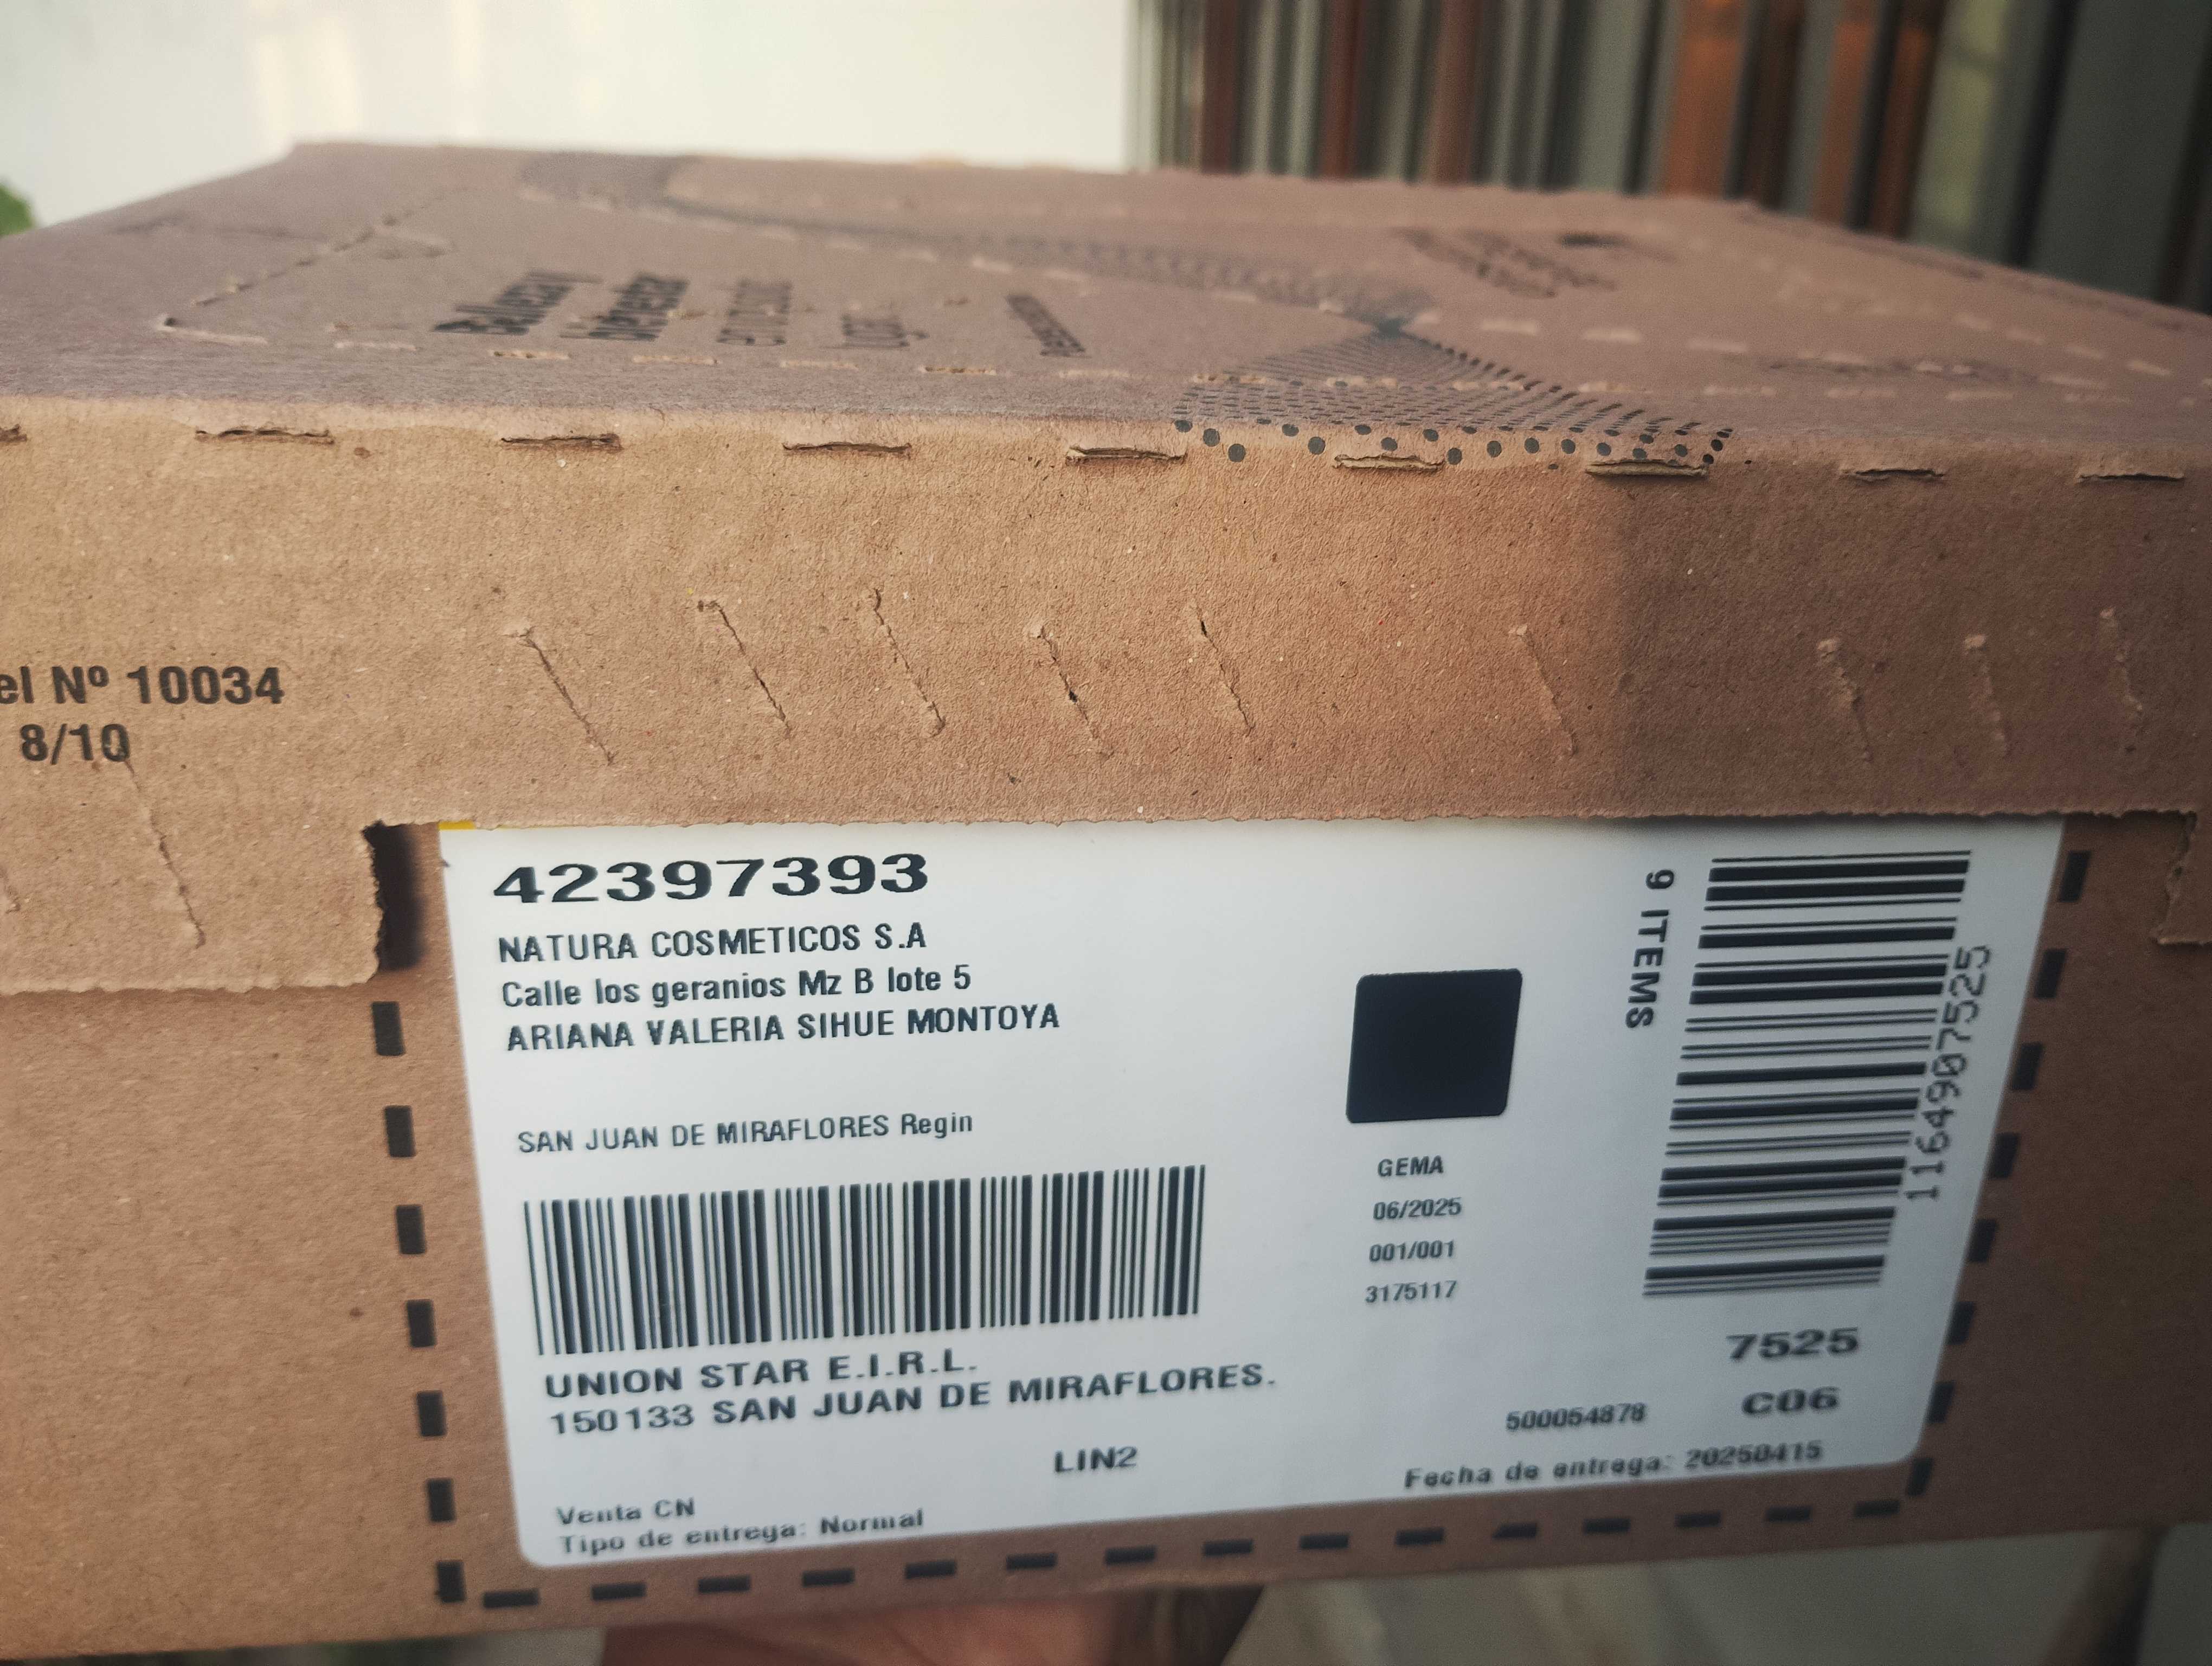 el Nº 10034
8/10
42397393
NATURA COSMETICOS S.A
Calle los geranios Mz B lote 5
ARIANA VALERIA SIHUE MONTOYA
SAN JUAN DE MIRAFLORES Regin
UNION STAR E.I.R.L.
150133 SAN JUAN DE MIRAFLORES.
LIN2
Venta CN
Tipo de entrega: Normal
GEMA
06/2025
001/001
3175117
9 ITEMS
1164907525
7525
C06
500054878
Fecha de entrega: 20250415